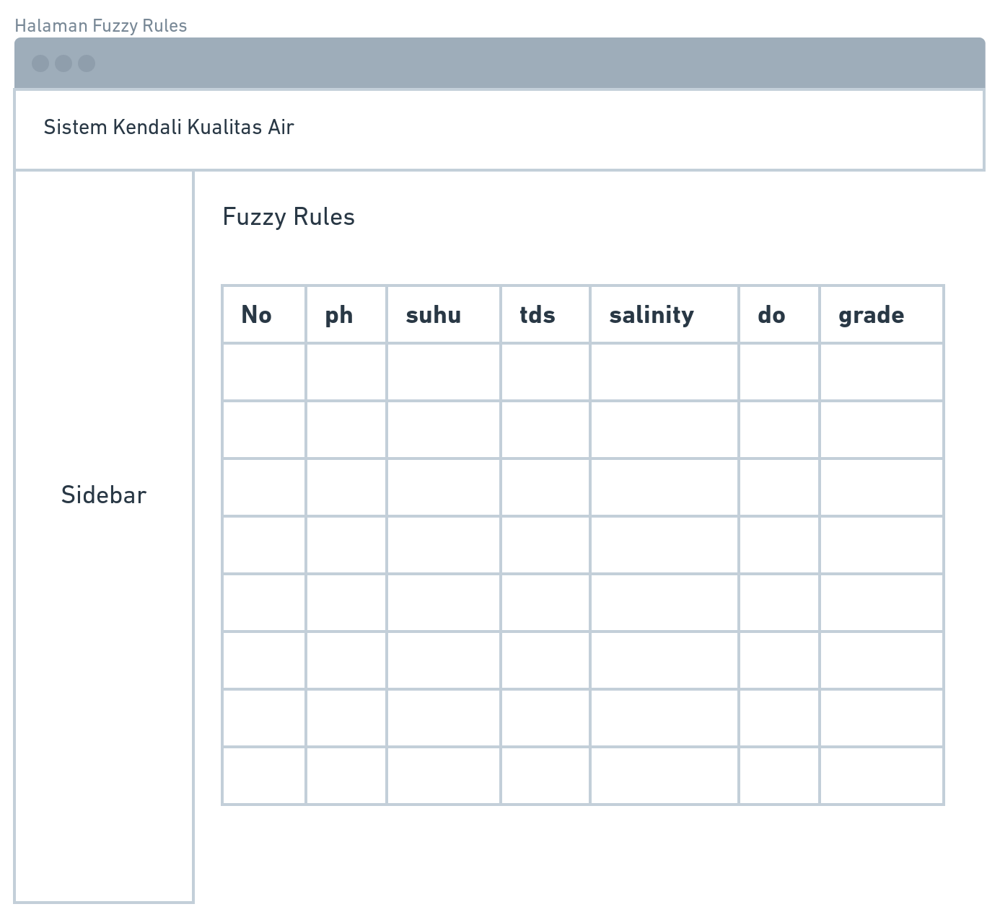 Halaman Fuzzy Rules
Sistem Kendali Kualitas Air
Fuzzy Rules
No ph suhu tds salinity do grade
Sidebar